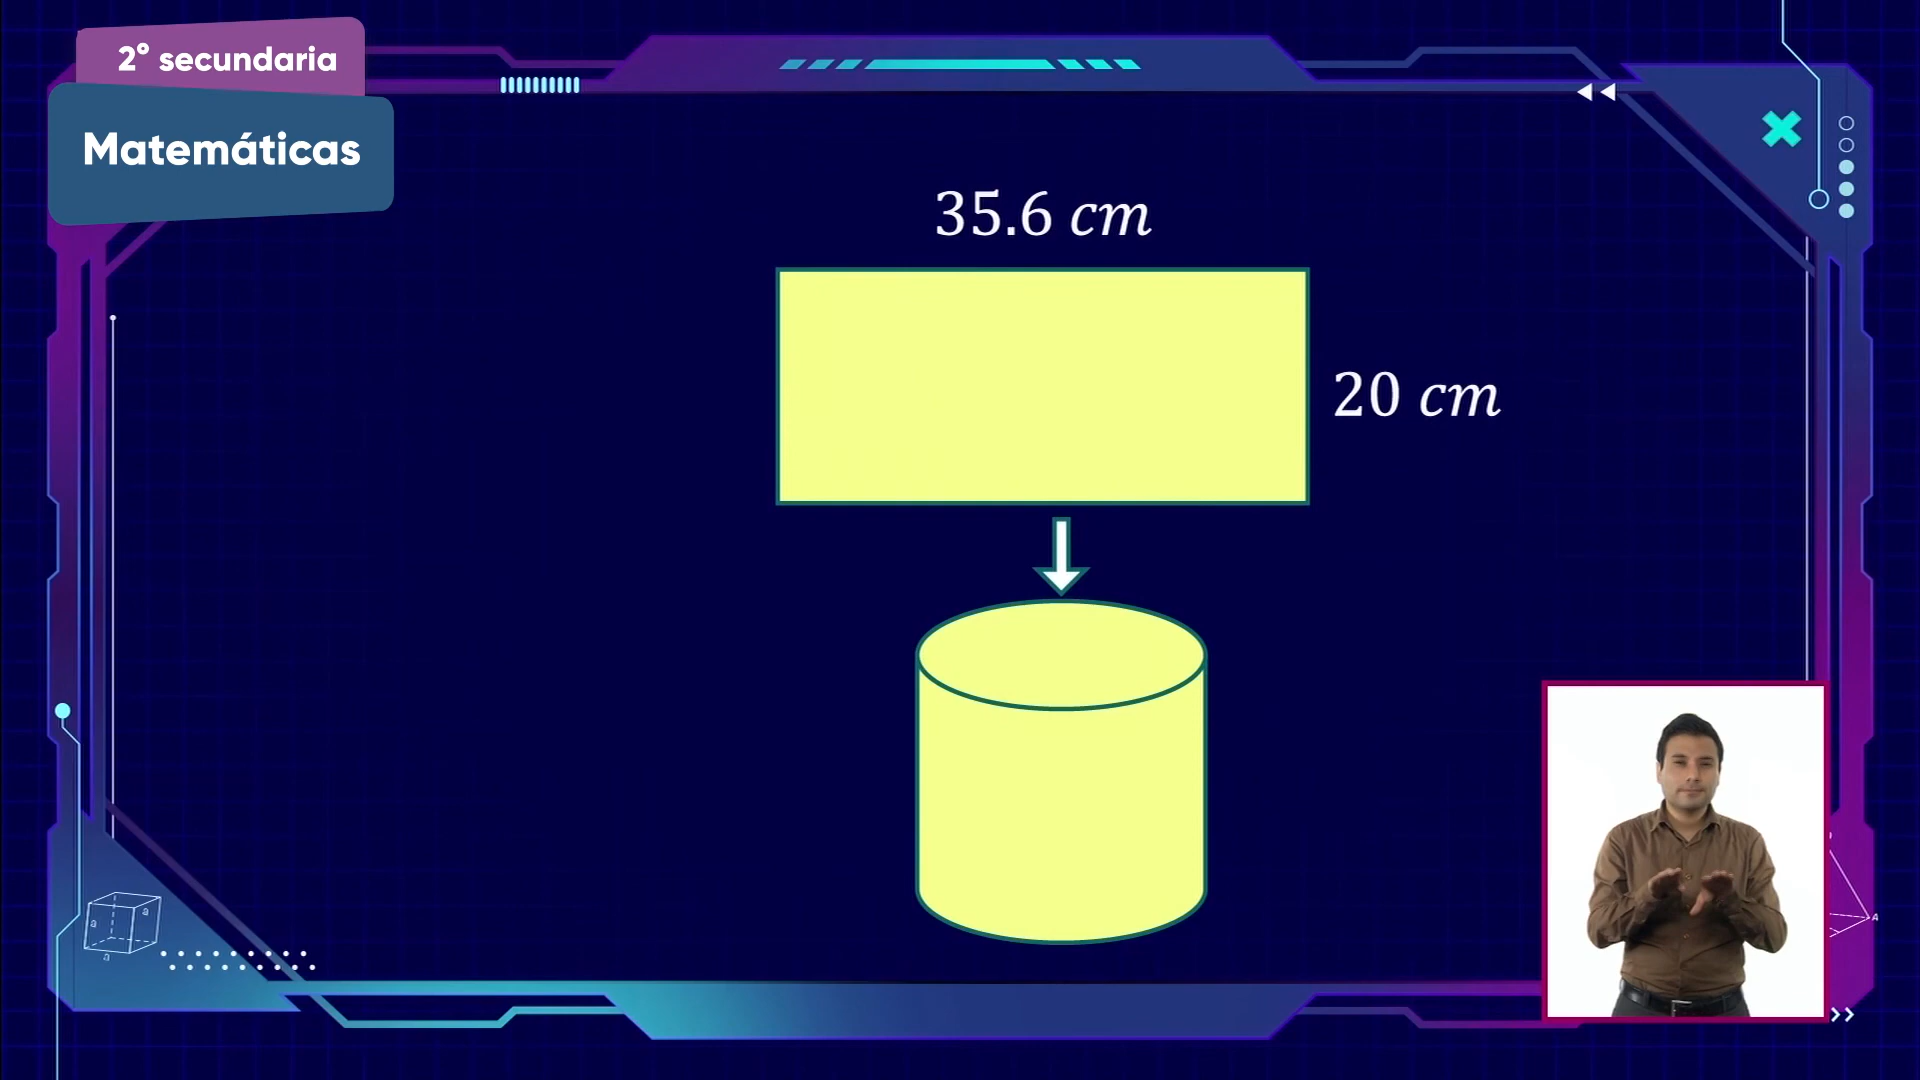 2° secundaria
Matemáticas
35.6 cm
20 cm
a
a
a
A